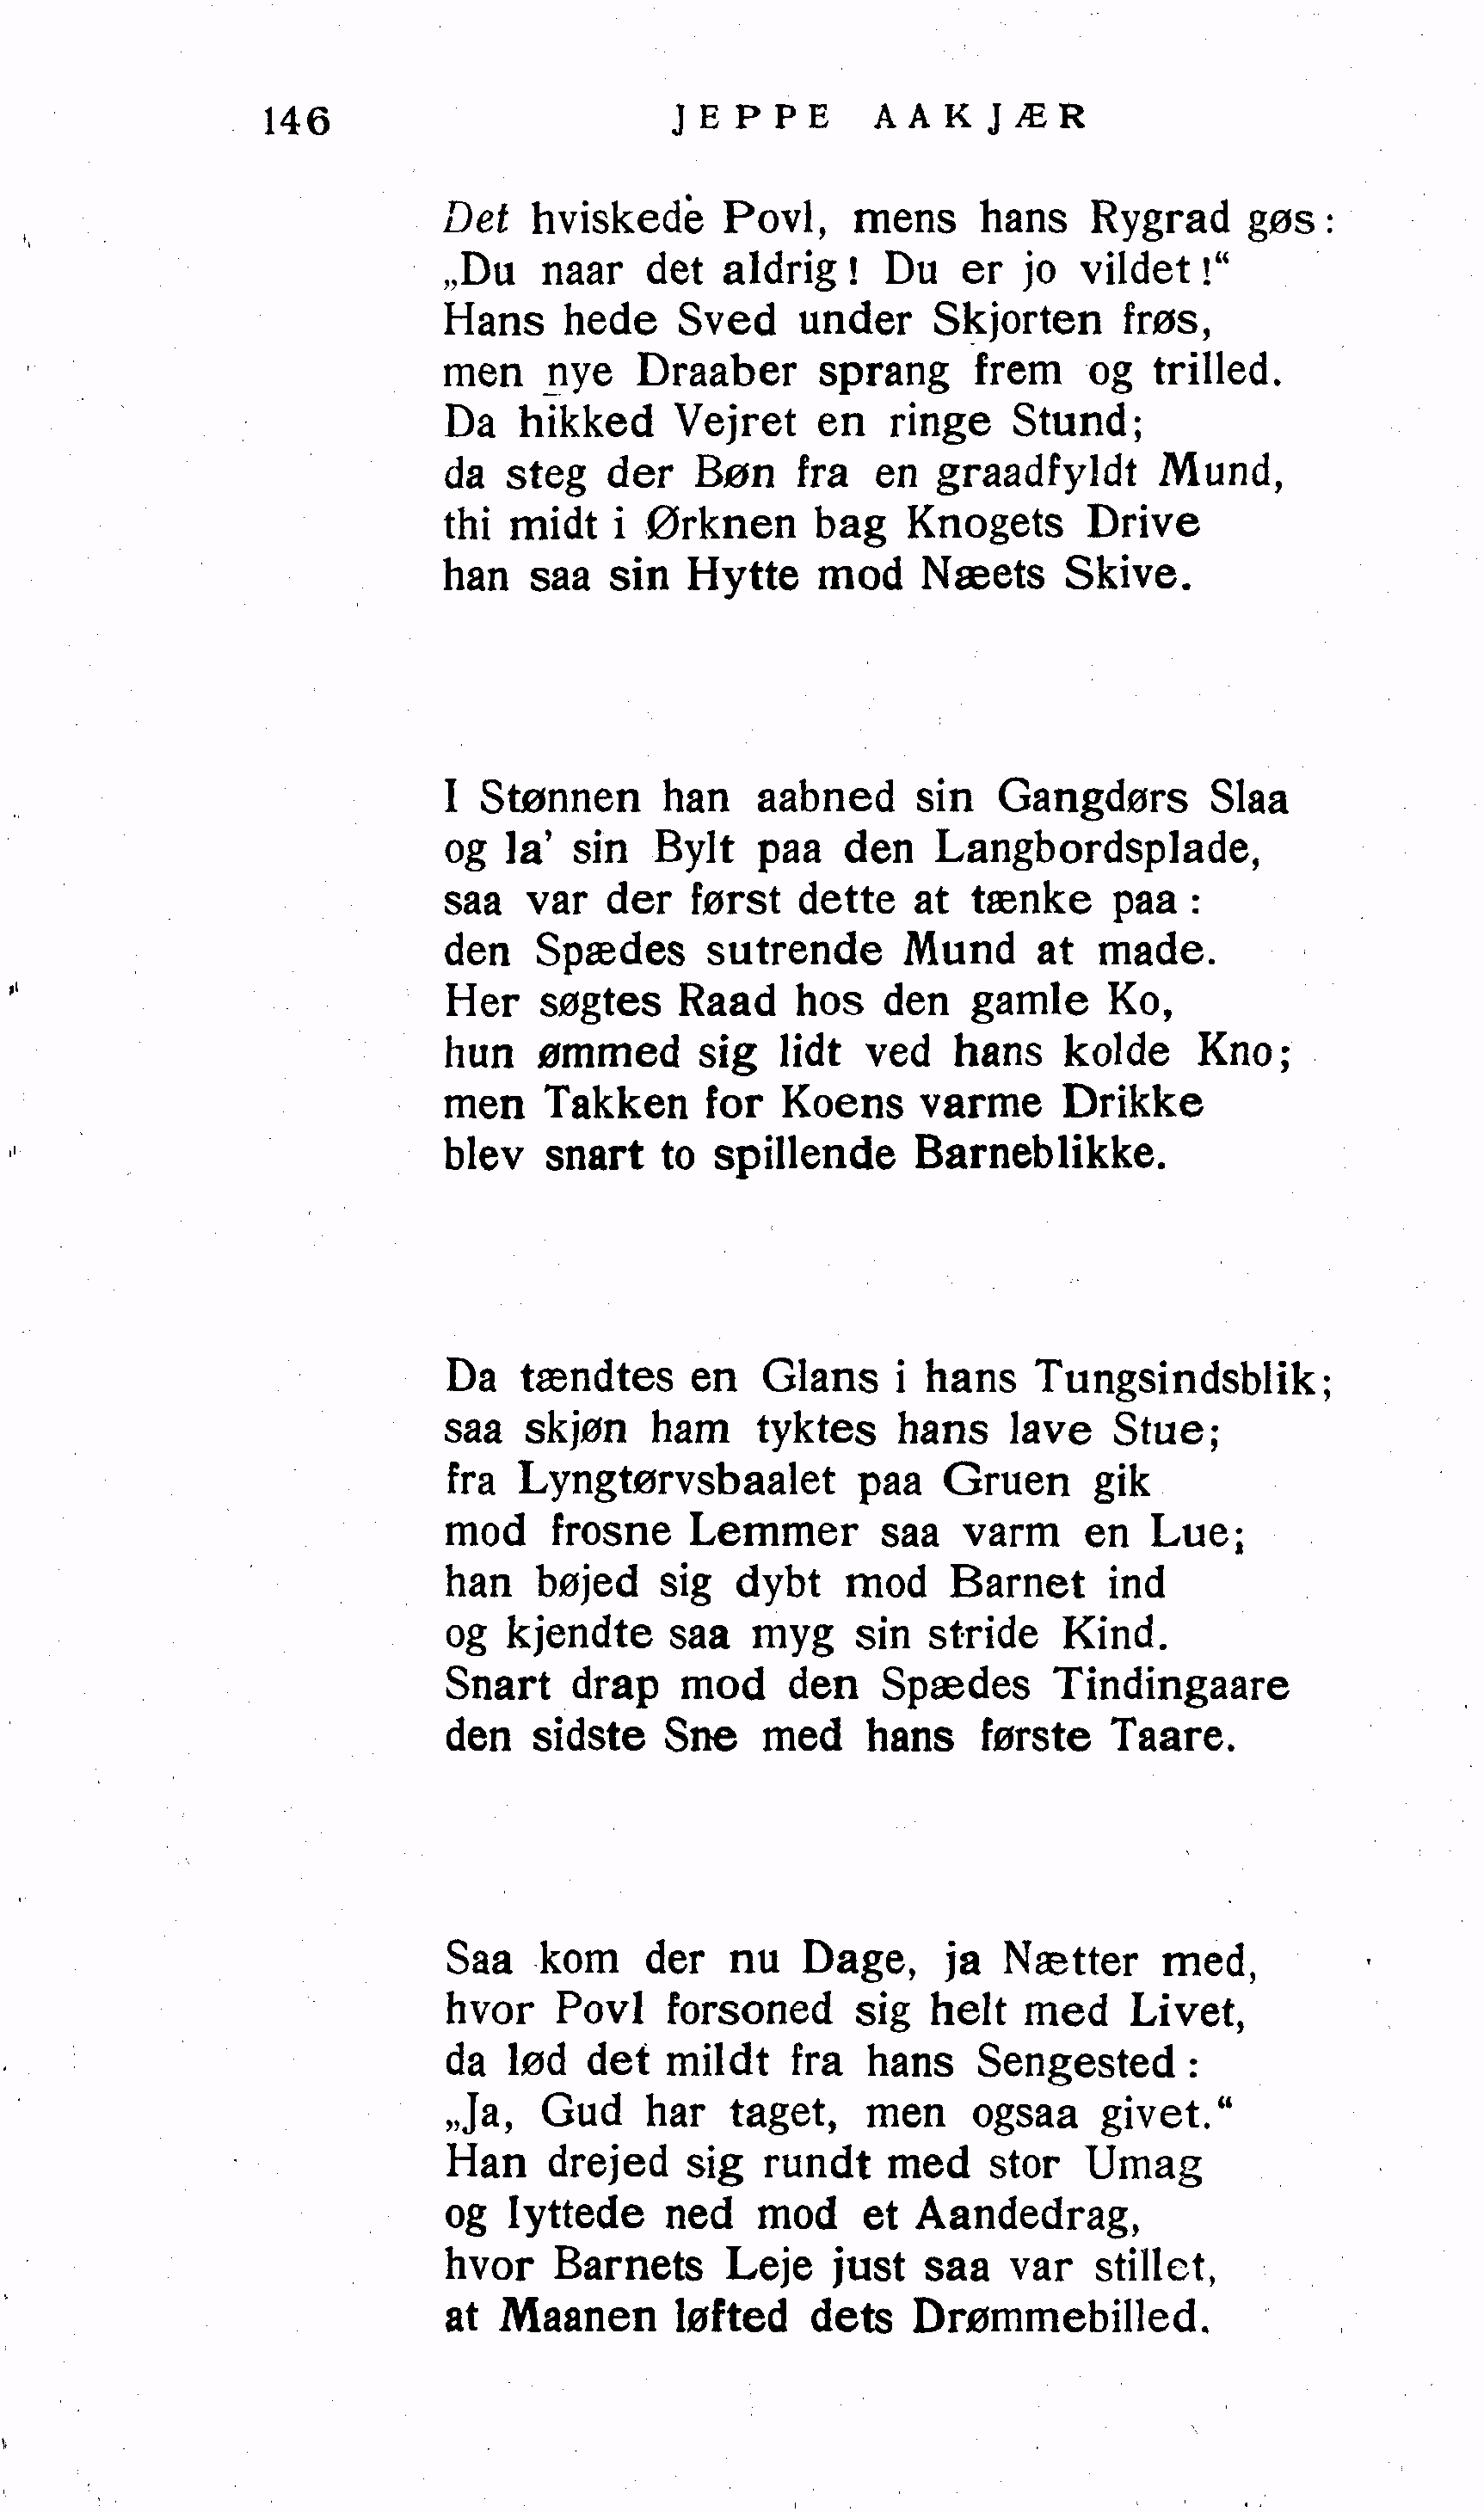 146 JEPPE AAKJÆR
Det hviskede Povl, mens hans Rygrad gøs:
„Du naar det aldrig! Du er jo vildet!“
Hans hede Sved under Skjorten frøs,
men nye Draaber sprang frem og trilled.
Da hikked Vejret en ringe Stund;
da steg der Bøn fra en graadfyldt Mund,
thi midt i Ørknen bag Knogets Drive
han saa sin Hytte mod Næets Skive.
I Stønnen han aabned sin Gangdørs Slaa
og la' sin Bylt paa den Langbordsplade,
saa var der først dette at tænke paa:
den Spædes sutrende Mund at made.
Her søgtes Raad hos den gamle Ko,
hun ømmed sig lidt ved hans kolde Kno;
men Takken for Koens varme Drikke
blev snart to spillende Barneblikke.
Da tændtes en Glans i hans Tungsindsblik;
saa skjøn ham tyktes hans lave Stue;
fra Lyngtørvsbaalet paa Gruen gik
mod frosne Lemmer saa varm en Lue;
han bøjed sig dybt mod Barnet ind
og kjendte saa myg sin stride Kind.
Snart drap mod den Spædes Tindingaare
den sidste Sne med hans første Taare.
Saa kom der nu Dage, ja Nætter med,
hvor Povl forsoned sig helt med Livet,
da lød det mildt fra hans Sengested:
„Ja, Gud har taget, men ogsaa givet.“
Han drejed sig rundt med stor Umag
og lyttede ned mod et Aandedrag,
hvor Barnets Leje just saa var stillet,
at Maanen løfted dets Drømmebilled.